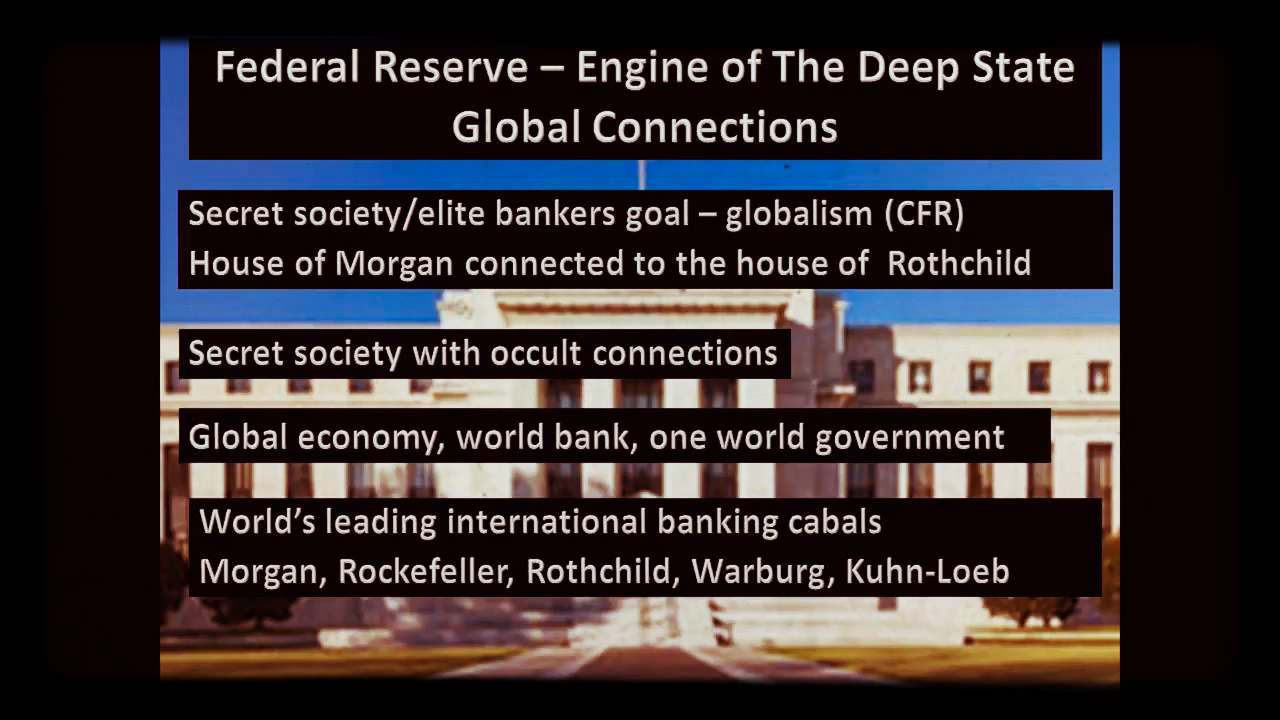 Federal Reserve – Engine of The Deep State
Global Connections
Secret society/elite bankers goal – globalism (CFR)
House of Morgan connected to the house of  Rothchild
Secret society with occult connections
Global economy, world bank, one world government
World’s leading international banking cabals
Morgan, Rockefeller, Rothchild, Warburg, Kuhn-Loeb